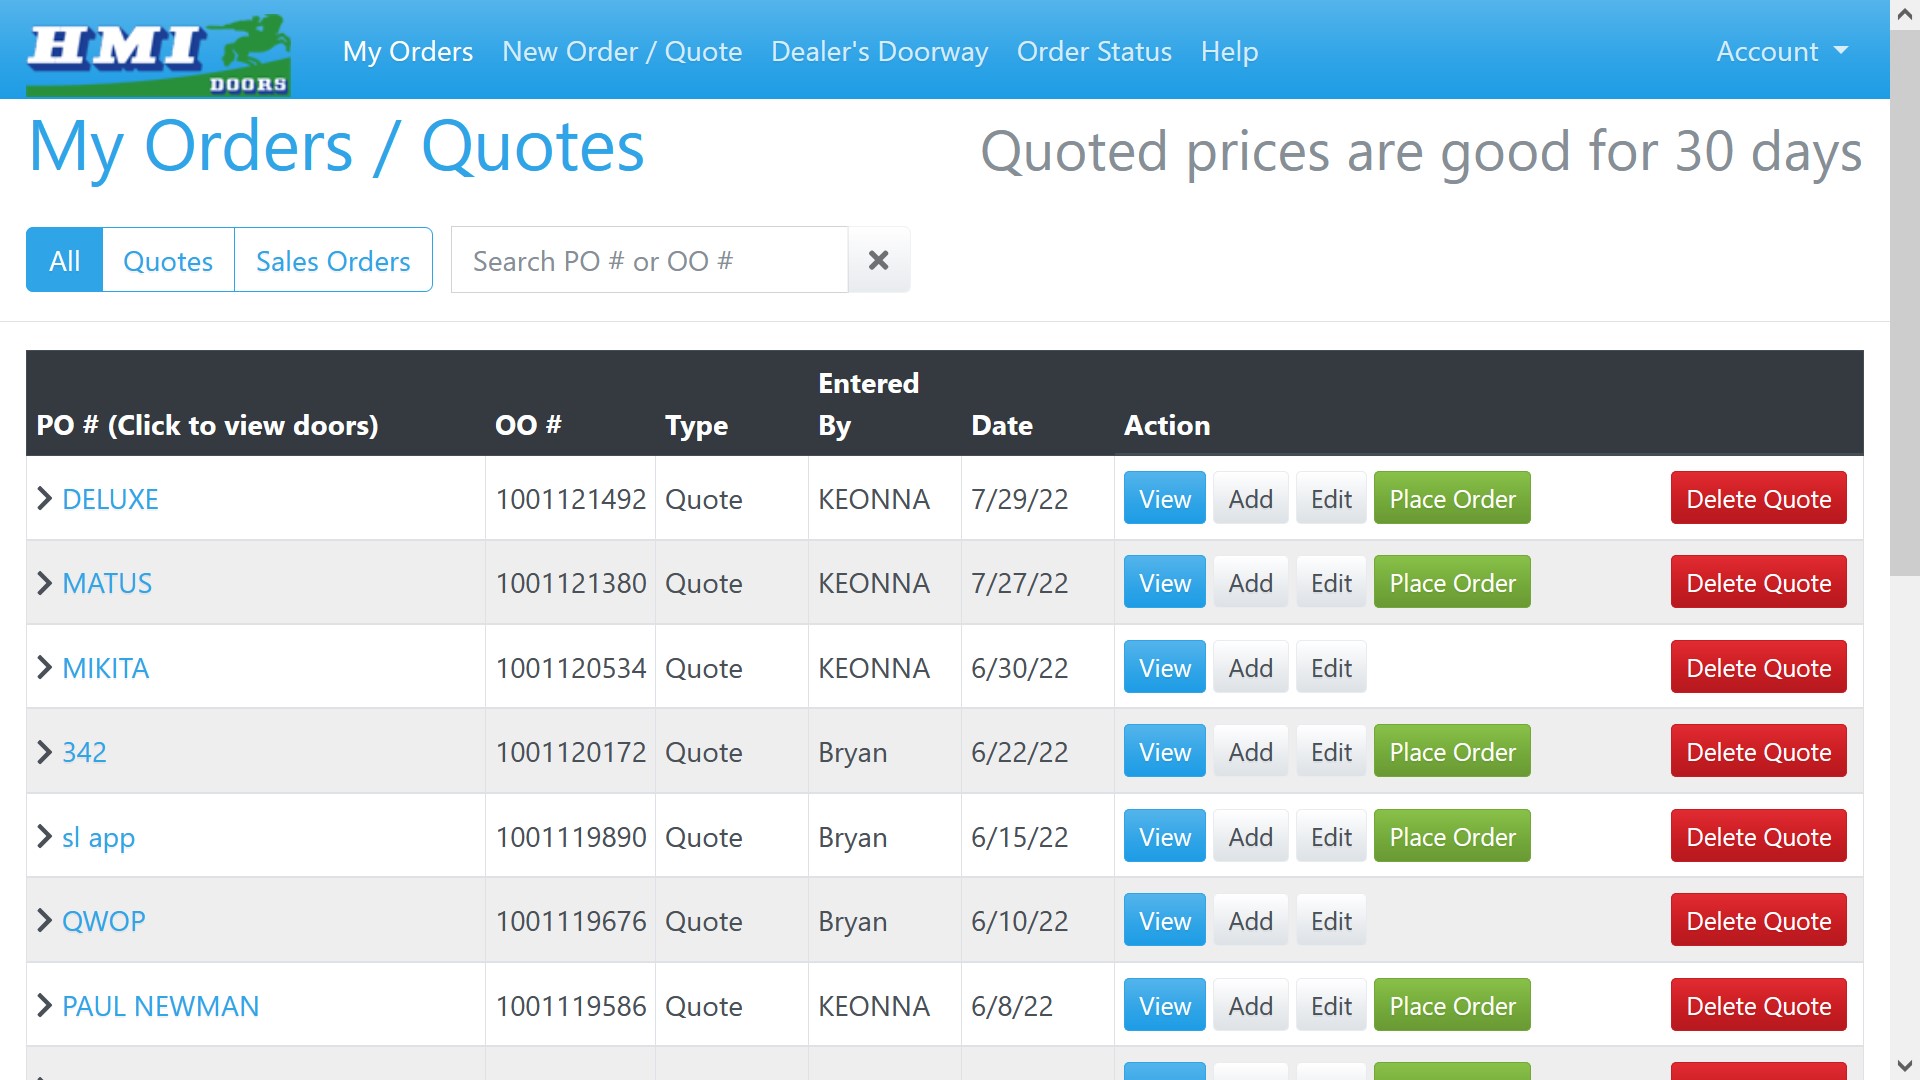 HMI DOORS
My Orders New Order / Quote Dealer's Doorway Order Status Help Account
My Orders / Quotes Quoted prices are good for 30 days
All Quotes Sales Orders Search PO # or OO #
PO # (Click to view doors) OO # Type Entered By Date Action
DELUXE 1001121492 Quote KEONNA 7/29/22 View Add Edit Place Order Delete Quote
MATUS 1001121380 Quote KEONNA 7/27/22 View Add Edit Place Order Delete Quote
MIKITA 1001120534 Quote KEONNA 6/30/22 View Add Edit Delete Quote
342 1001120172 Quote Bryan 6/22/22 View Add Edit Place Order Delete Quote
sl app 1001119890 Quote Bryan 6/15/22 View Add Edit Place Order Delete Quote
QWOP 1001119676 Quote Bryan 6/10/22 View Add Edit Delete Quote
PAUL NEWMAN 1001119586 Quote KEONNA 6/8/22 View Add Edit Place Order Delete Quote